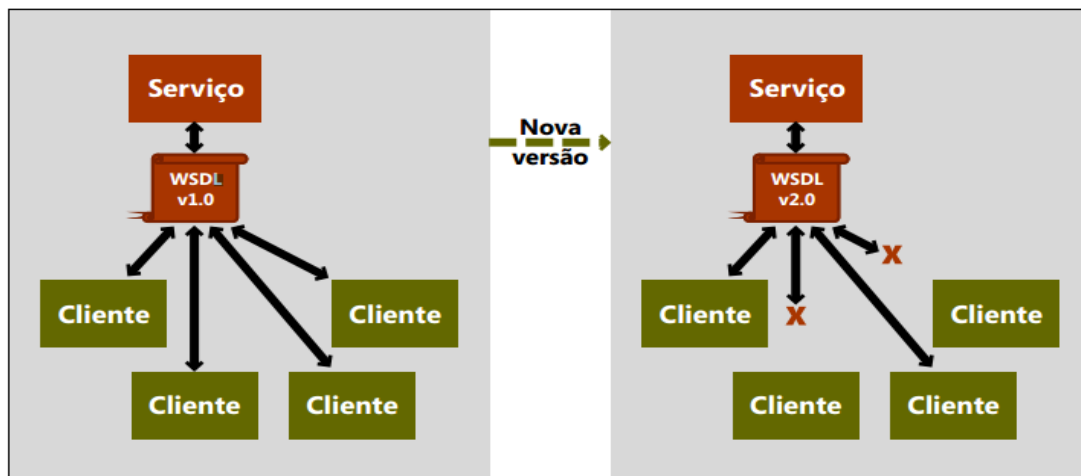 Serviço
WSDL
v1.0
Cliente
Cliente
Cliente
Cliente
Nova
versão
Serviço
WSDL
v2.0
X
X
Cliente
Cliente
Cliente
Cliente